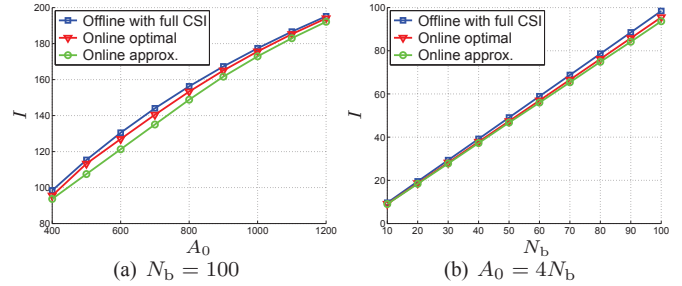 200
180
160
140
120
100
80
I
Offline with full CSI
Online optimal
Online approx.
400 600 800 1000 1200
A0
(a) Nb = 100
100
80
60
40
20
0
I
Offline with full CSI
Online optimal
Online approx.
10 20 30 40 50 60 70 80 90 100
Nb
(b) A0 = 4Nb